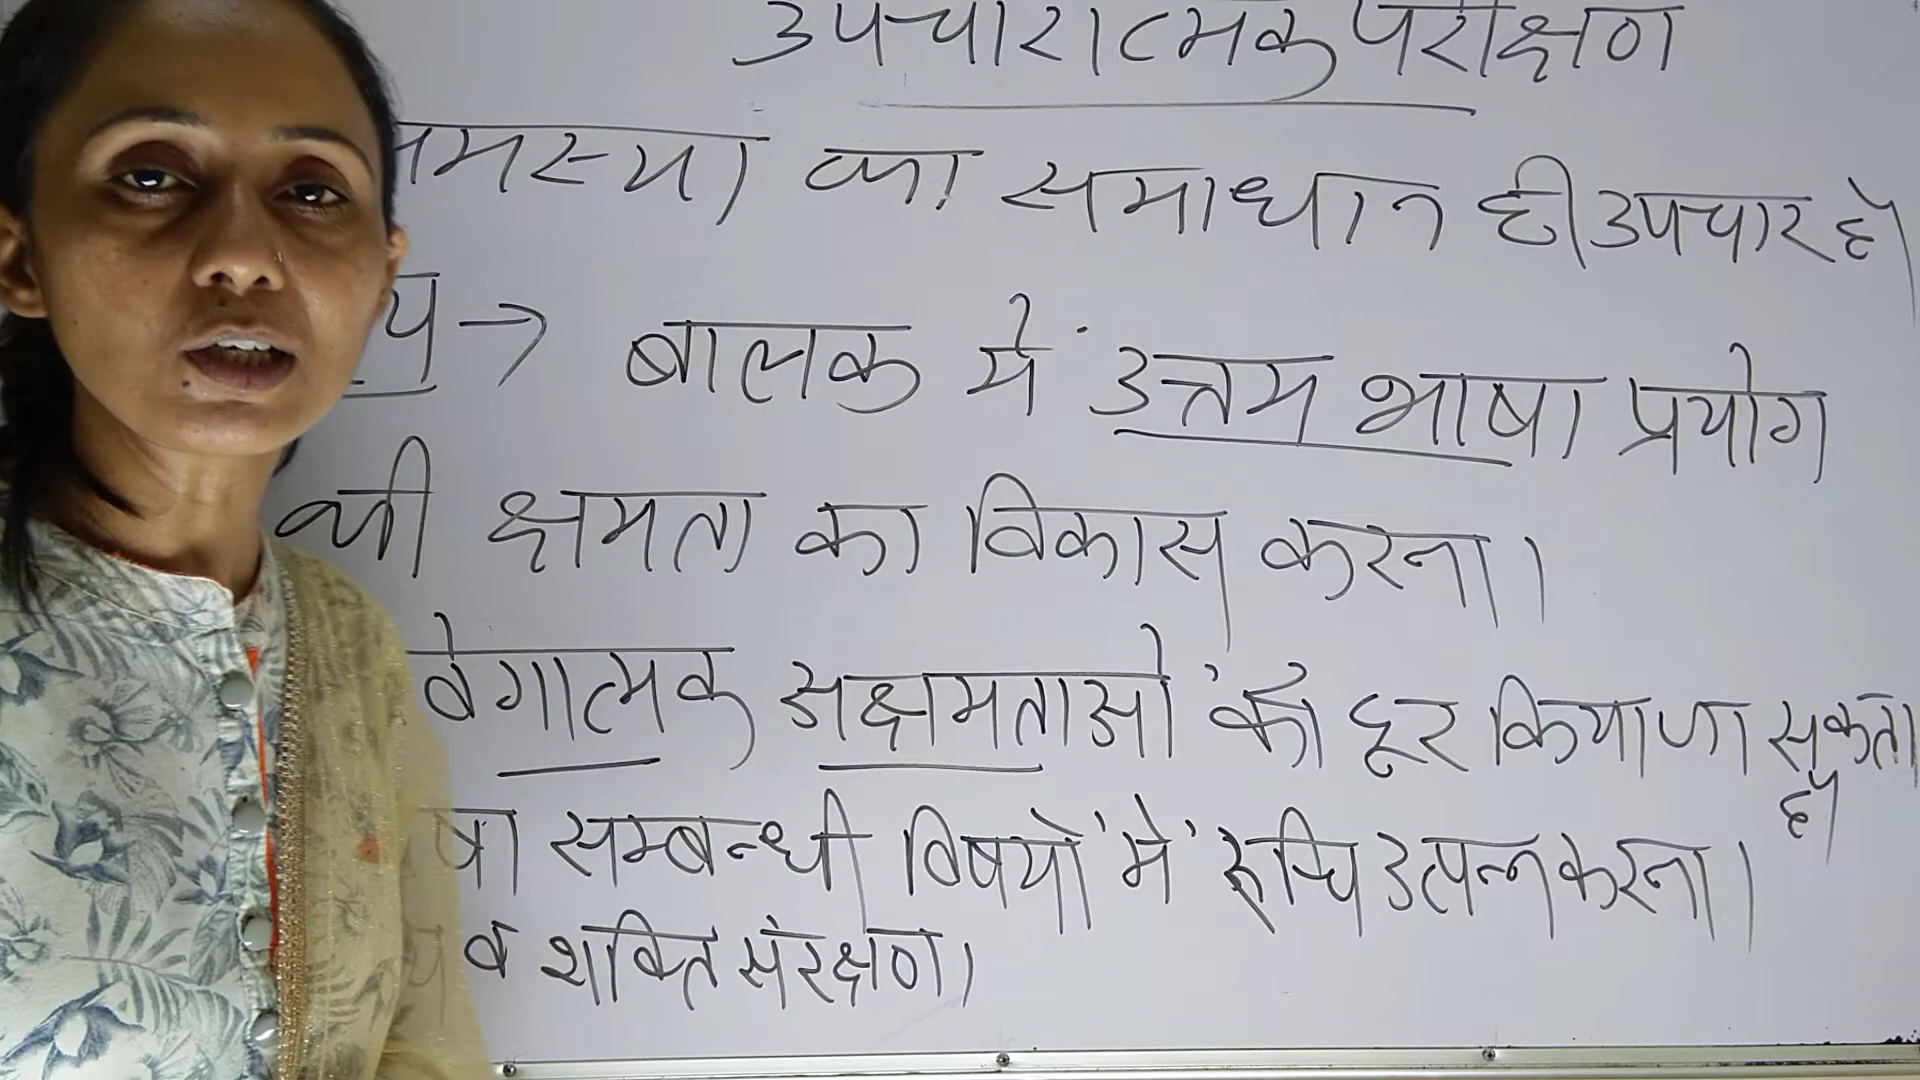 उपचारात्मक परीक्षण
समस्या का समाधान ही उपचार है
→ बालक में उत्तम भाषा प्रयोग
की क्षमता का विकास करना।
वेगात्मक अक्षमताओं को दूर किया जा सकता
है
षा सम्बन्धी विषयों में रूचि उत्पन्न करना।
व शक्ति संरक्षण।